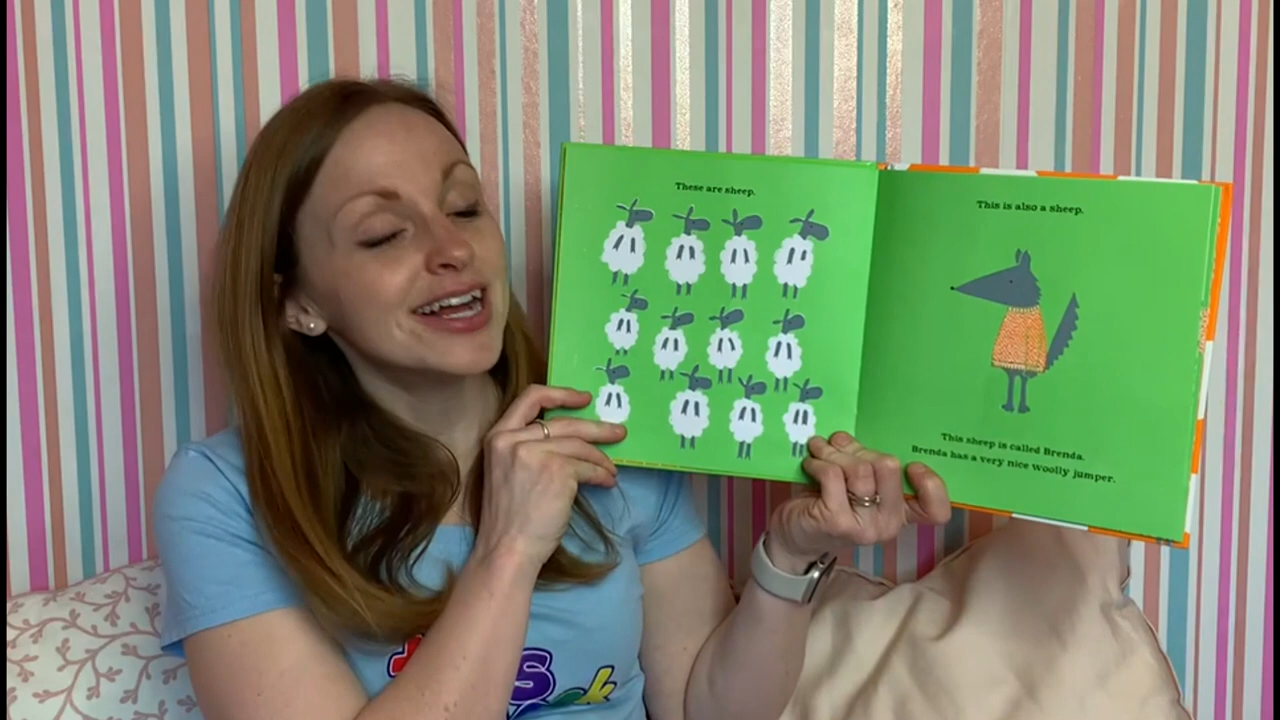 These are sheep.
This is also a sheep.
This sheep is called Brenda.
Brenda has a very nice woolly jumper.